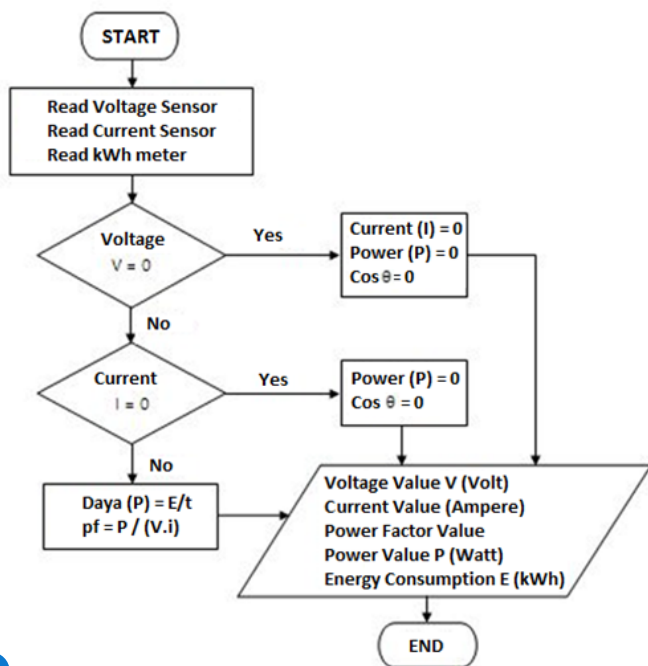 START
Read Voltage Sensor
Read Current Sensor
Read kWh meter
Voltage
V = 0
Yes
Current (I) = 0
Power (P) = 0
Cos θ = 0
No
Current
I = 0
Yes
Power (P) = 0
Cos θ = 0
No
Daya (P) = E/t
pf = P / (V.i)
Voltage Value V (Volt)
Current Value (Ampere)
Power Factor Value
Power Value P (Watt)
Energy Consumption E (kWh)
END